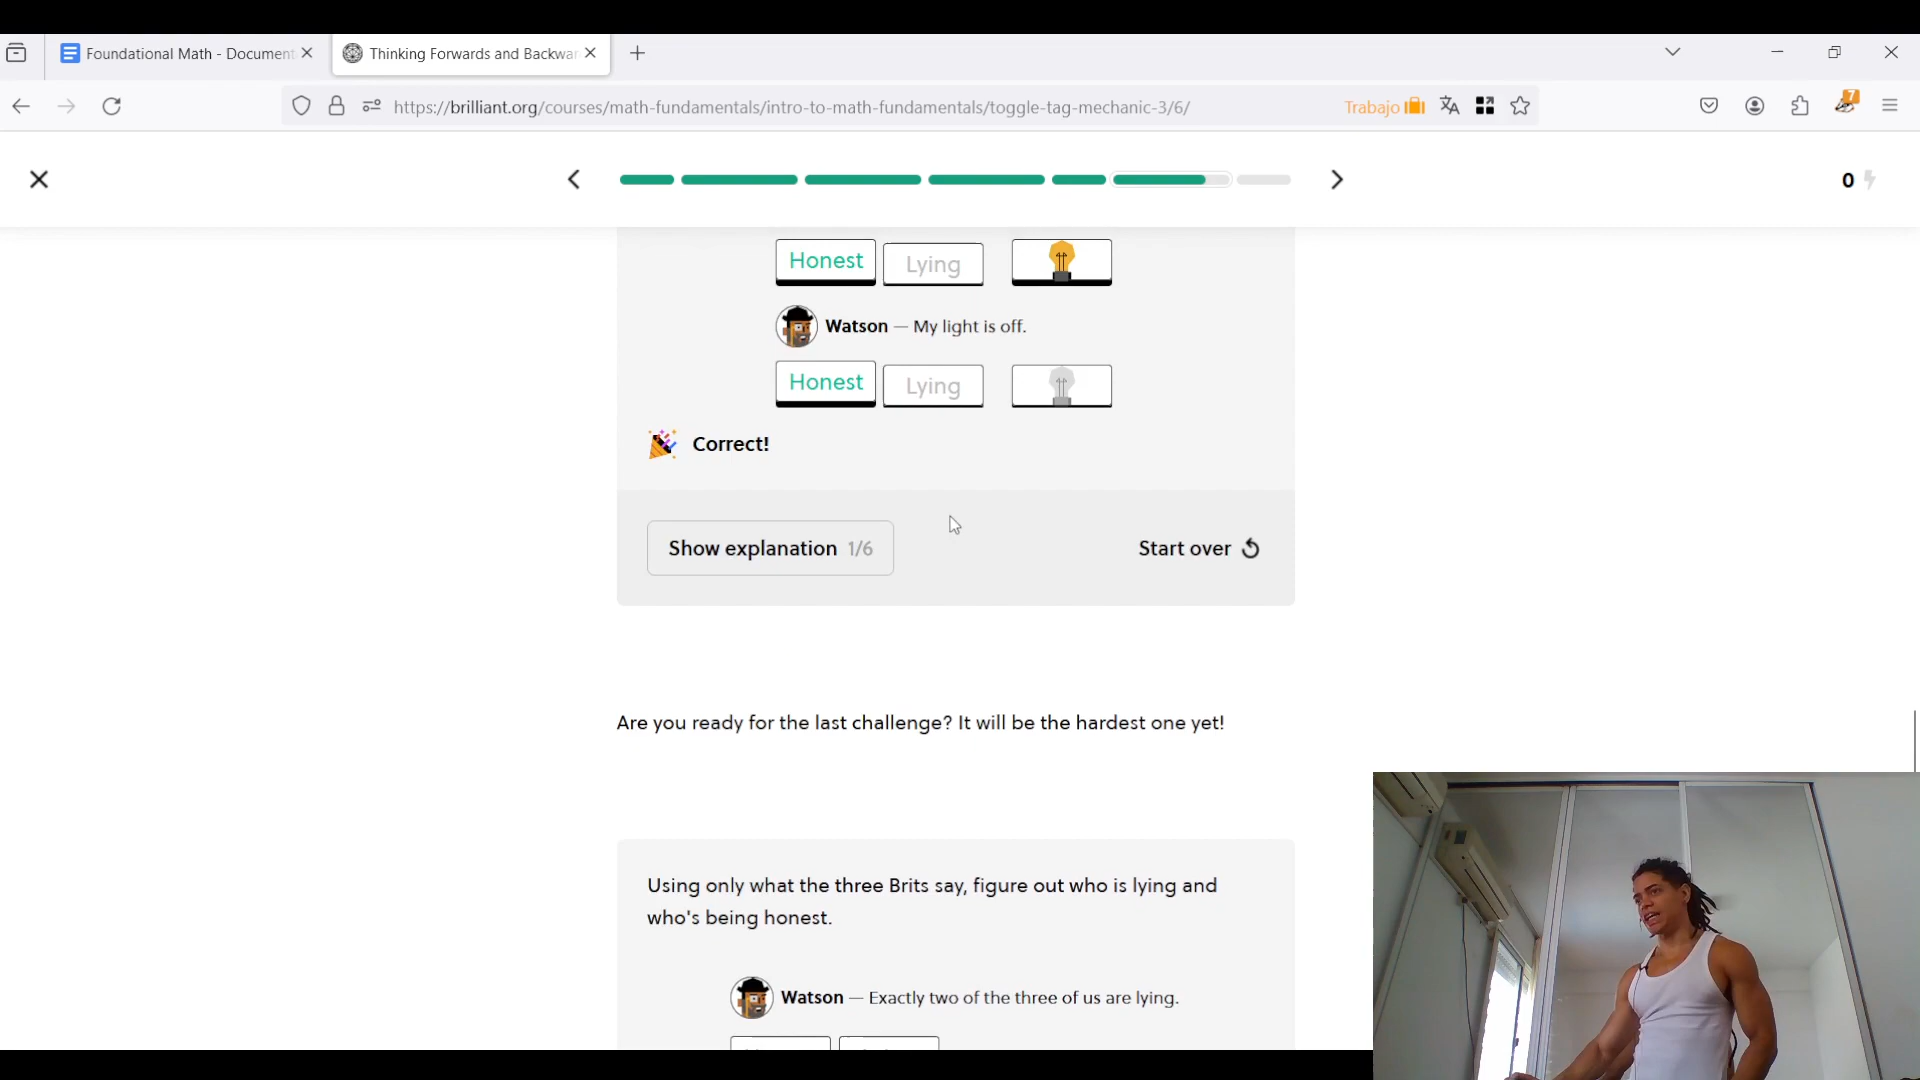 Foundational Math - Document
Thinking Forwards and Backwar
https://brilliant.org/courses/math-fundamentals/intro-to-math-fundamentals/toggle-tag-mechanic-3/6/
Trabajo
7
0
Honest
Lying
Watson — My light is off.
Honest
Lying
Correct!
Show explanation 1/6
Start over
Are you ready for the last challenge? It will be the hardest one yet!
Using only what the three Brits say, figure out who is lying and
who's being honest.
Watson — Exactly two of the three of us are lying.